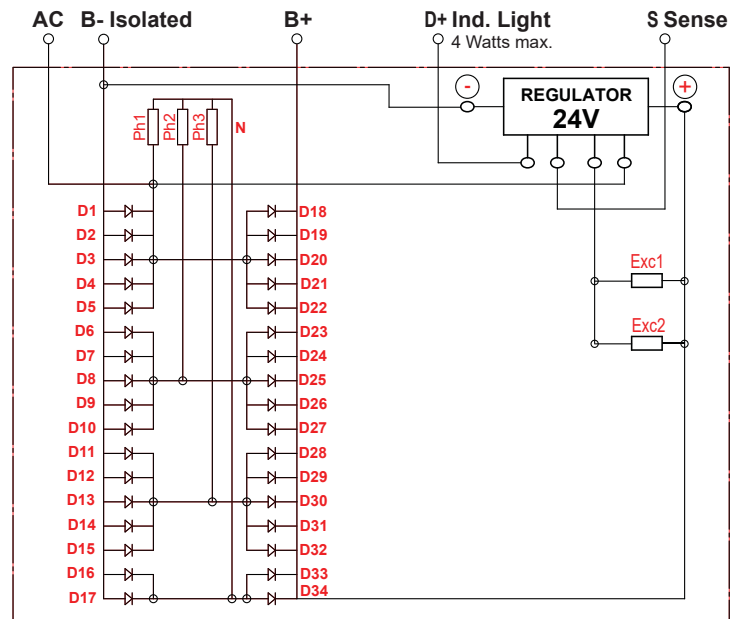 AC B- Isolated B+ D+ Ind. Light S Sense
4 Watts max.
- +
REGULATOR
24V
Ph1 Ph2 Ph3 N
D1 D18
D2 D19
D3 D20
Exc1
D4 D21
D5 D22
Exc2
D6 D23
D7 D24
D8 D25
D9 D26
D10 D27
D11 D28
D12 D29
D13 D30
D14 D31
D15 D32
D16 D33
D17 D34